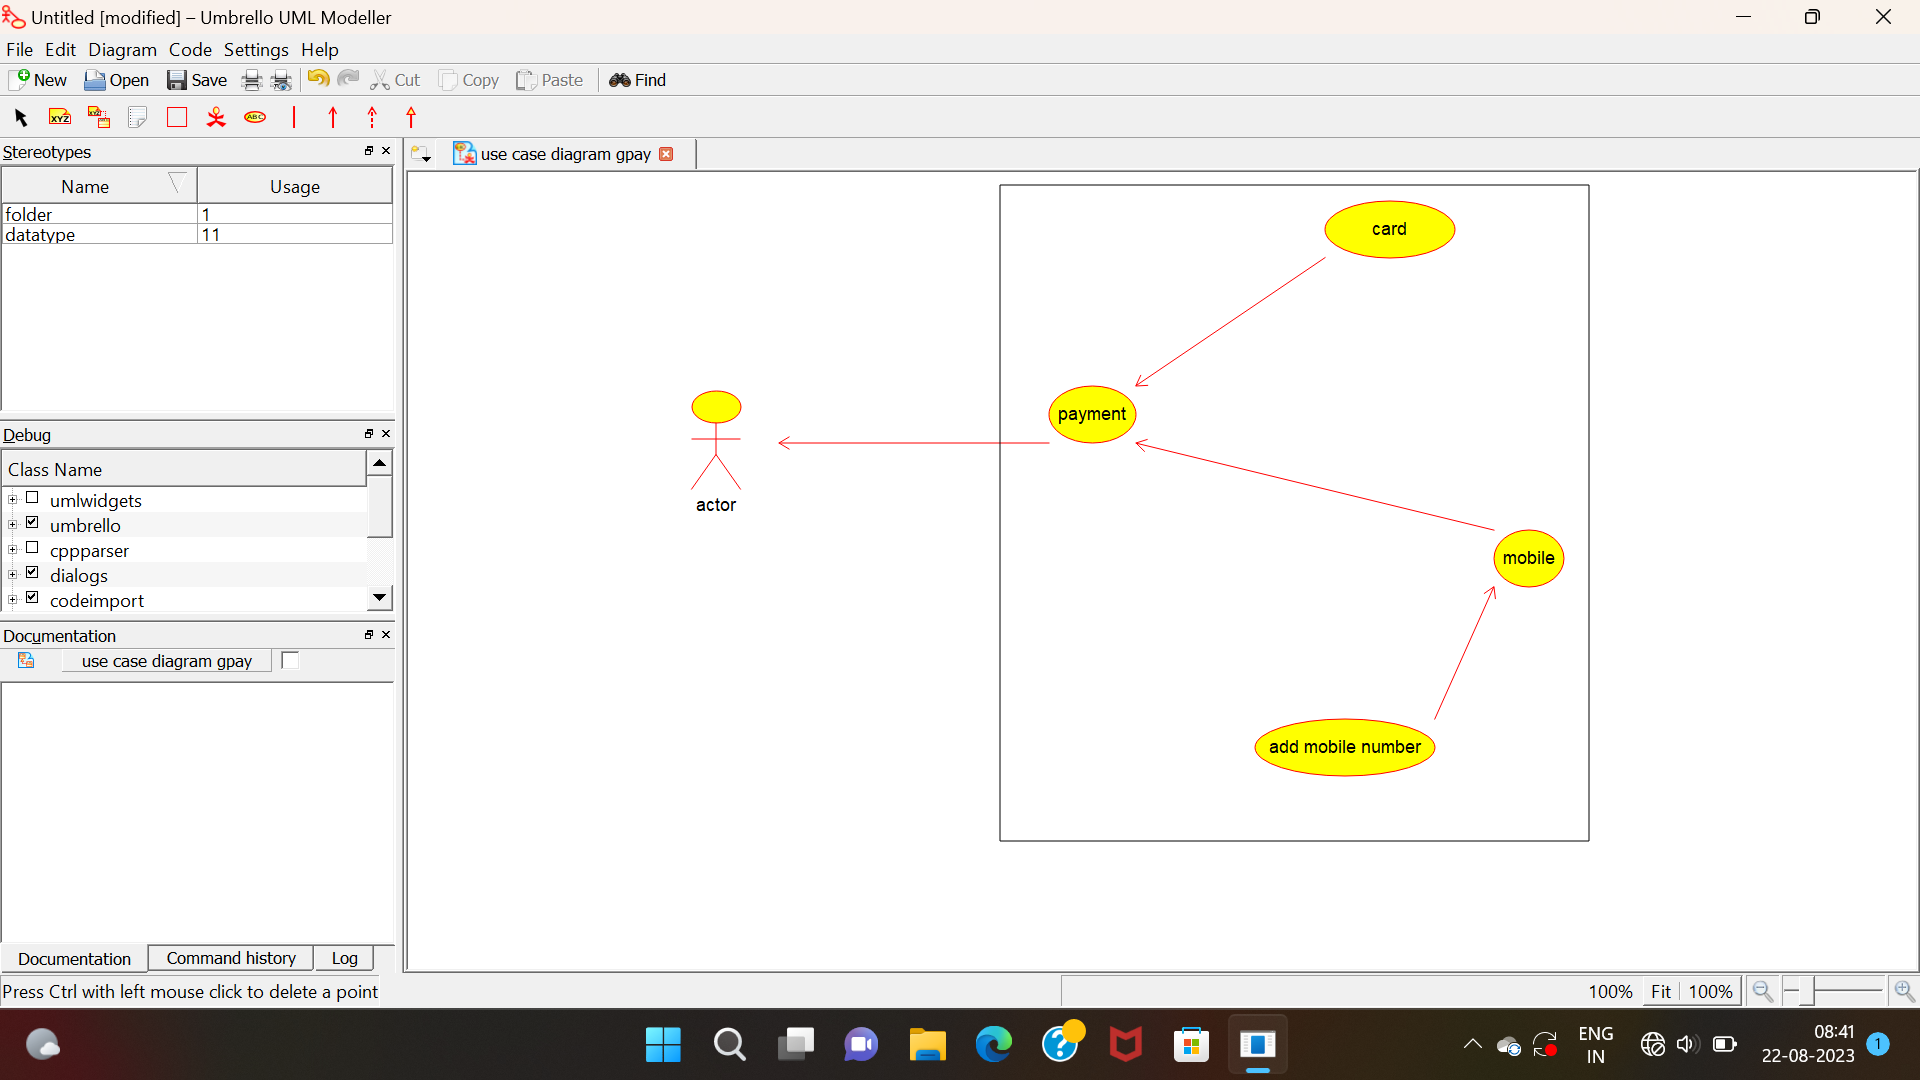 Untitled [modified] – Umbrello UML Modeller
File Edit Diagram Code Settings Help
New Open Save Cut Copy Paste Find
XYZ XYZ ABC
Stereotypes
use case diagram gpay
Name Usage
folder 1
datatype 11
card
payment
actor
mobile
add mobile number
Debug
Class Name
umlwidgets
umbrello
cppparser
dialogs
codeimport
Documentation
use case diagram gpay
Documentation Command history Log
Press Ctrl with left mouse click to delete a point
100% Fit 100%
ENG
IN
08:41
22-08-2023
1